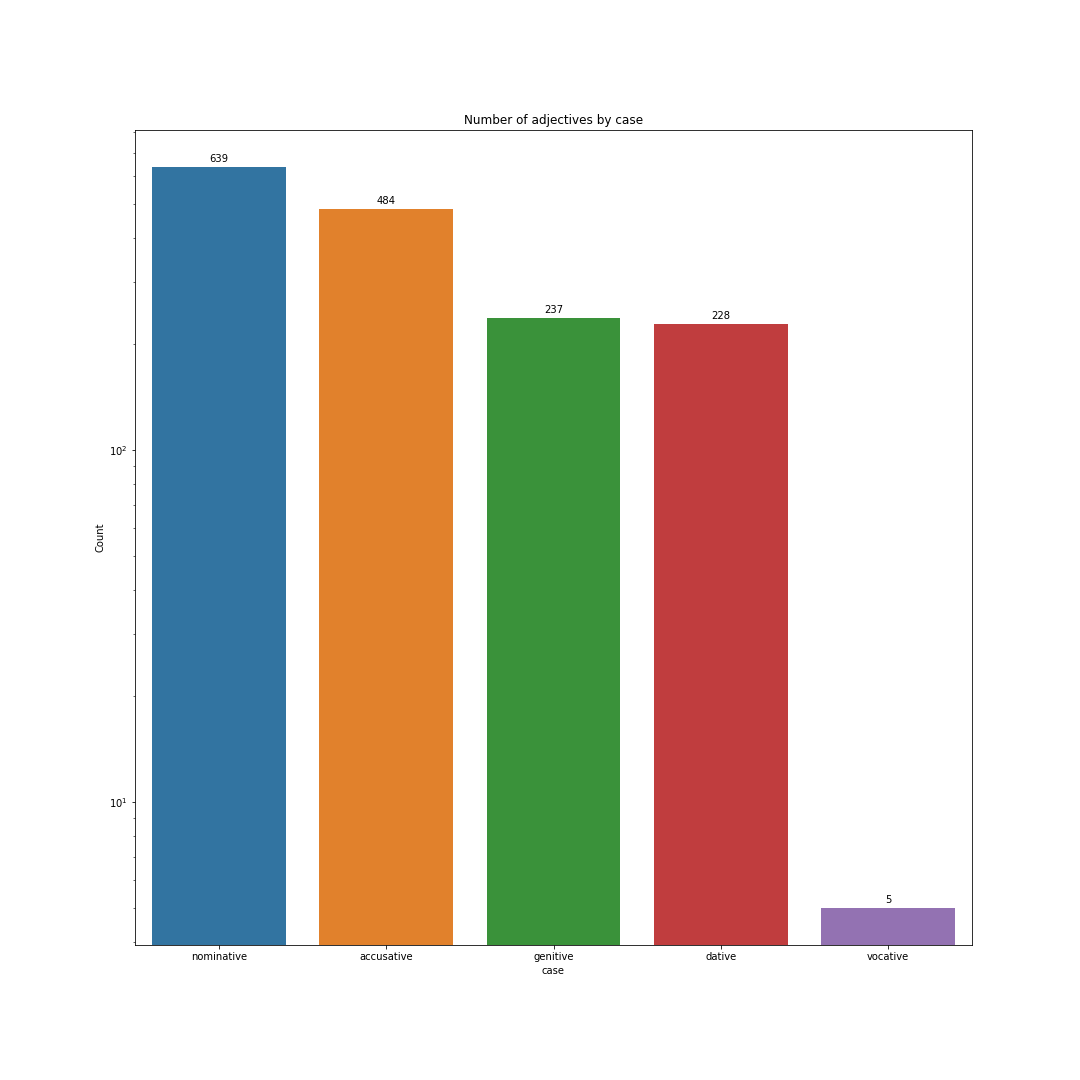 Number of adjectives by case
639
484
237
228
5
10²
10¹
Count
nominative accusative genitive dative vocative
case